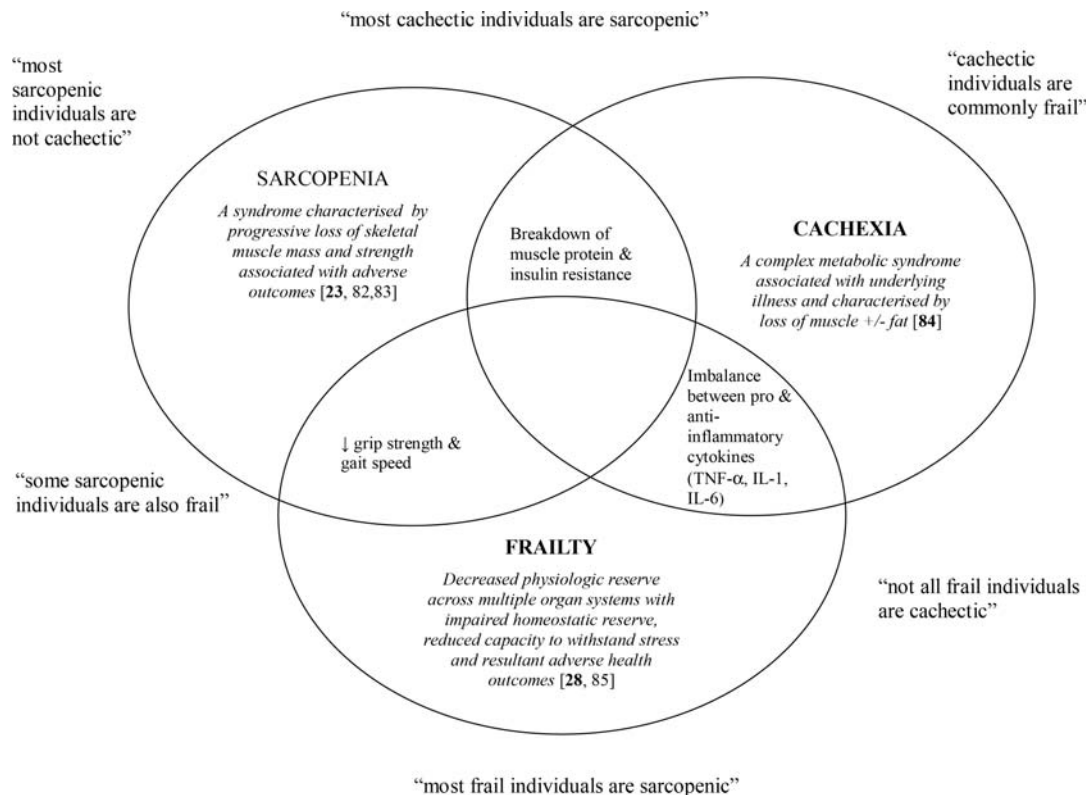 “most cachectic individuals are sarcopenic”
“most
sarcopenic
individuals are
not cachectic”
“cachectic
individuals are
commonly frail”
SARCOPENIA
A syndrome characterised by
progressive loss of skeletal
muscle mass and strength
associated with adverse
outcomes [23, 82,83]
Breakdown of
muscle protein &
insulin resistance
CACHEXIA
A complex metabolic syndrome
associated with underlying
illness and characterised by
loss of muscle +/- fat [84]
↓ grip strength &
gait speed
Imbalance
between pro &
anti-
inflammatory
cytokines
(TNF-α, IL-1,
IL-6)
“some sarcopenic
individuals are also frail”
FRAILTY
Decreased physiologic reserve
across multiple organ systems with
impaired homeostatic reserve,
reduced capacity to withstand stress
and resultant adverse health
outcomes [28, 85]
“not all frail individuals
are cachectic”
“most frail individuals are sarcopenic”